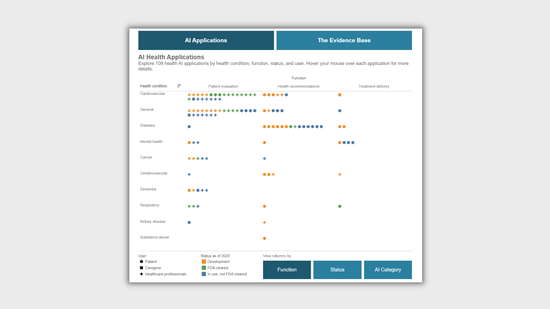 AI Applications
The Evidence Base
AI Health Applications
Explore 109 health AI applications by health condition, function, status, and user. Hover your mouse over each application for more
details.
Function
Health condition
Patient evaluation
Health recommendations
Treatment delivery
Cardiovascular
General
Diabetes
Mental health
Cancer
Cerebrovascular
Dementia
Respiratory
Kidney disease
Substance abuse
User
Status as of 2020
View columns by:
Patient
Development
Caregiver
FDA cleared
Healthcare professionals
In use, not FDA cleared
Function
Status
AI Category